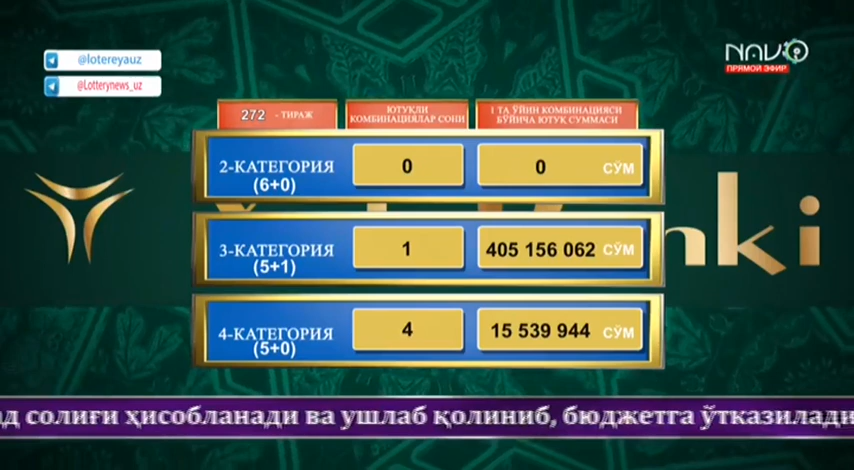 @lotereyauz
@Lotterynews_uz
NAVO
ПРЯМОЙ ЭФИР
272 - ТИРАЖ
ЮТУҚЛИ
КОМБИНАЦИЯЛАР СОНИ
1 ТА ЎЙИН КОМБИНАЦИЯСИ
БЎЙИЧА ЮТУҚ СУММАСИ
2-КАТЕГОРИЯ
(6+0)
0
0 СЎМ
3-КАТЕГОРИЯ
(5+1)
1
405 156 062 СЎМ
4-КАТЕГОРИЯ
(5+0)
4
15 539 944 СЎМ
солиғи ҳисобланади ва ушлаб қолиниб, бюджетга ўтказилади